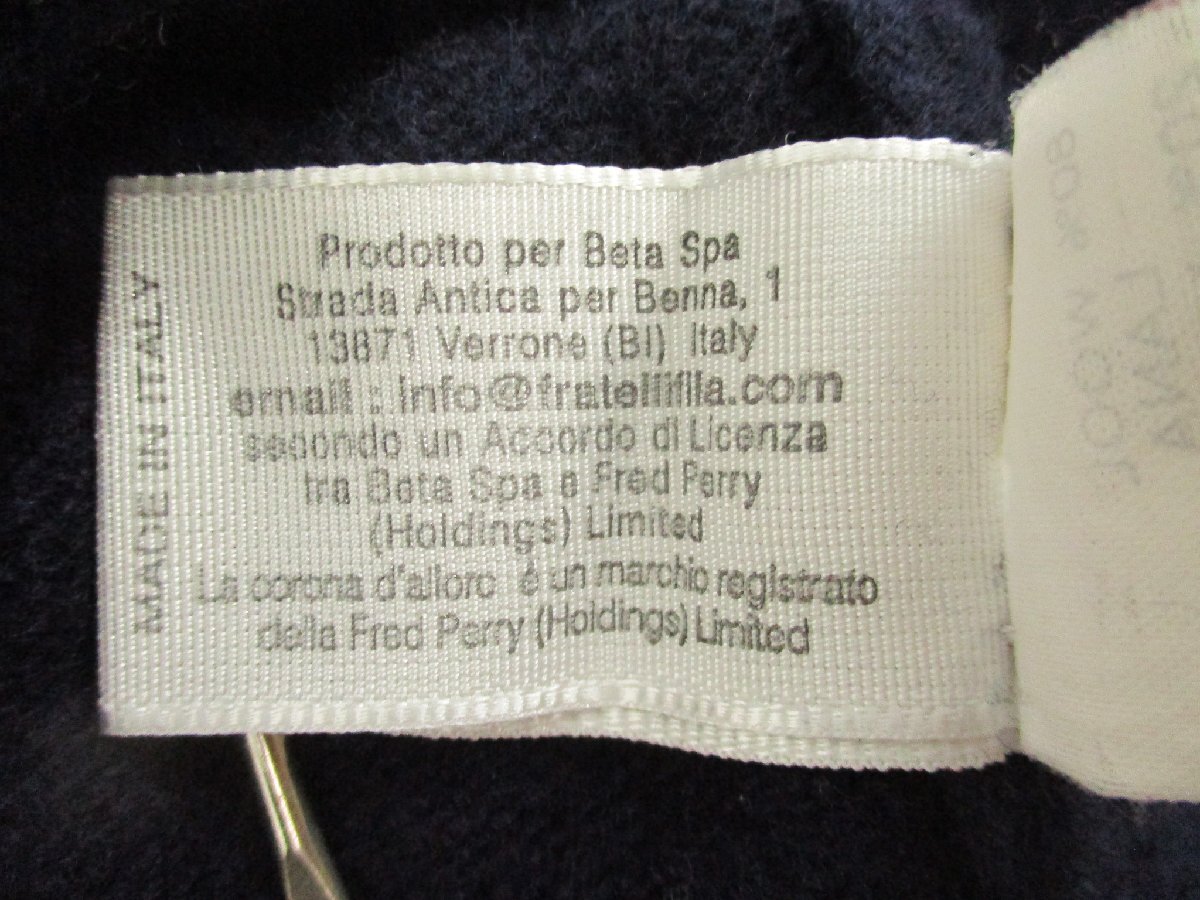 Prodotto per Beta Spa
Strada Antica per Benna, 1
13871 Verrone (BI) Italy
email : info@fratellifila.com
secondo un Accordo di Licenza
tra Beta Spa e Fred Perry
(Holdings) Limited
La corona d'alloro è un marchio registrato
della Fred Perry (Holdings) Limited
MADE IN ITALY